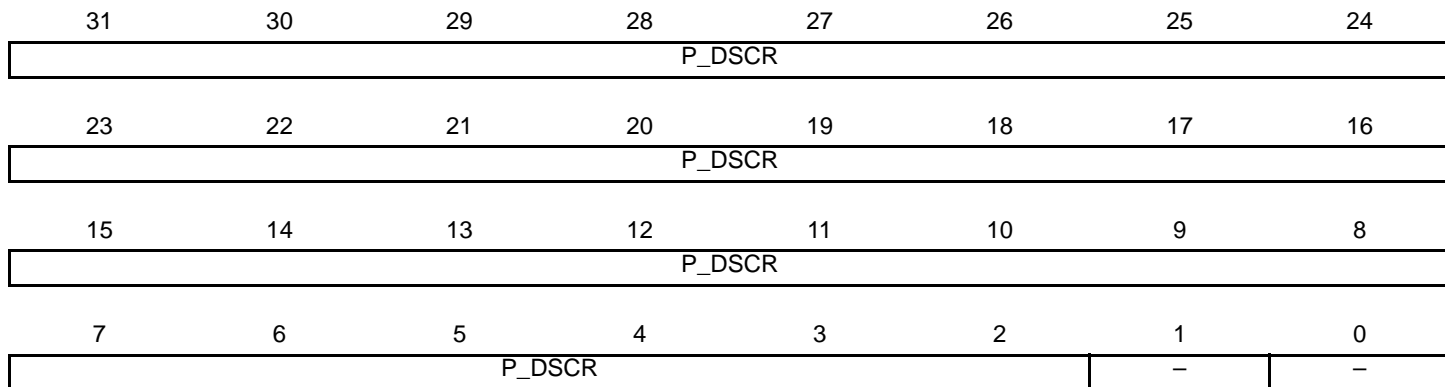 31 30 29 28 27 26 25 24
P_DSCR
23 22 21 20 19 18 17 16
P_DSCR
15 14 13 12 11 10 9 8
P_DSCR
7 6 5 4 3 2 1 0
P_DSCR – –